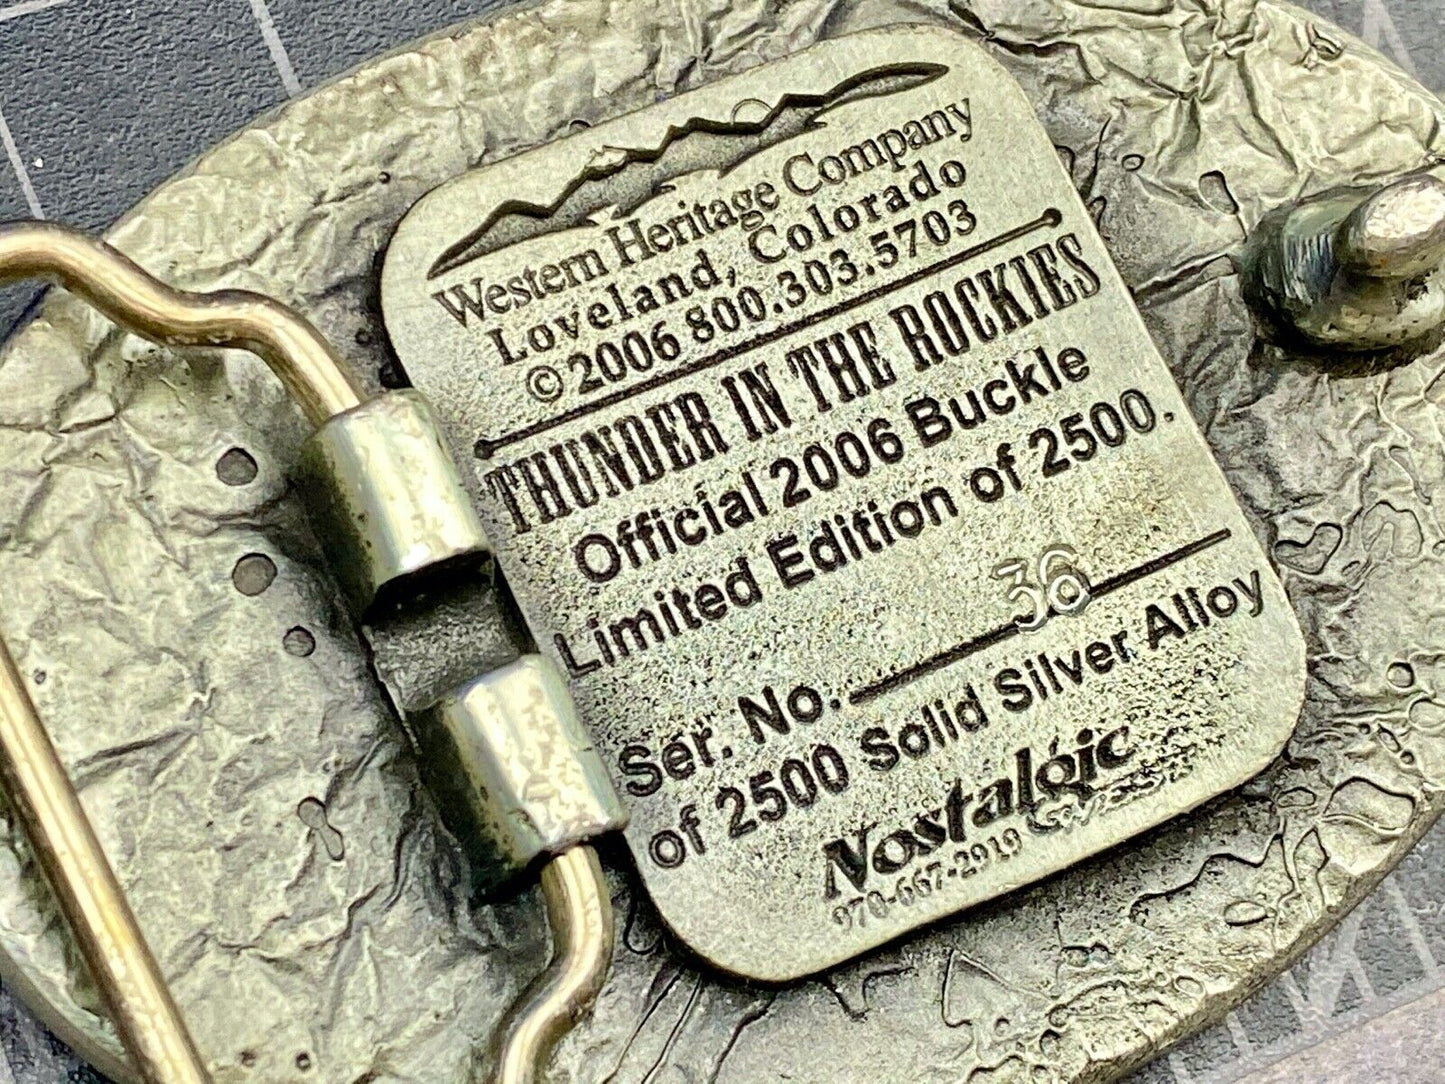 Western Heritage Company
Loveland, Colorado
©2006 800.303.5703
THUNDER IN THE ROCKIES
Official 2006 Buckle
Limited Edition of 2500.
Ser. No. 36
of 2500 Solid Silver Alloy
Nostalgic
970-667-2919